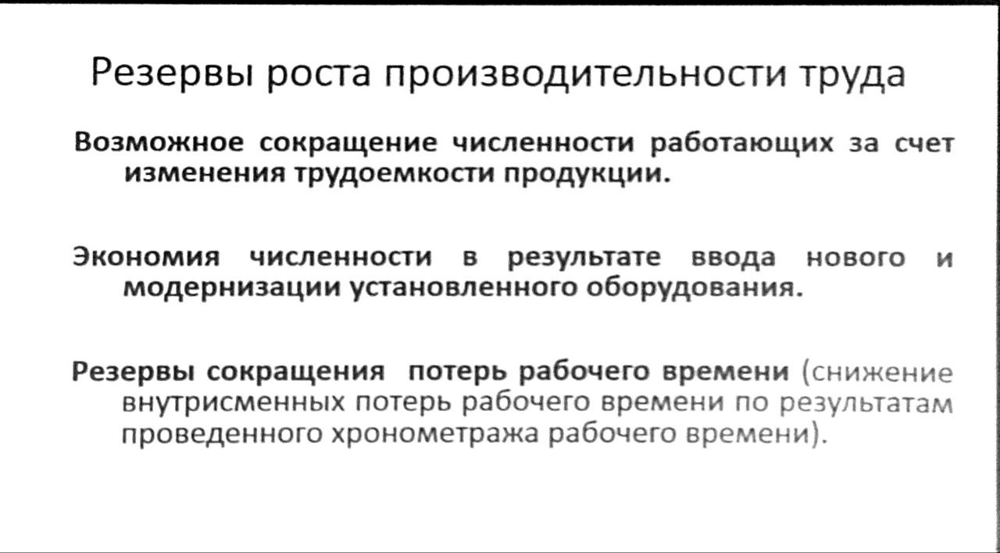 Резервы роста производительности труда
Возможное сокращение численности работающих за счет
изменения трудоемкости продукции.
Экономия численности в результате ввода нового и
модернизации установленного оборудования.
Резервы сокращения потерь рабочего времени (снижение
внутрисменных потерь рабочего времени по результатам
проведенного хронометража рабочего времени).